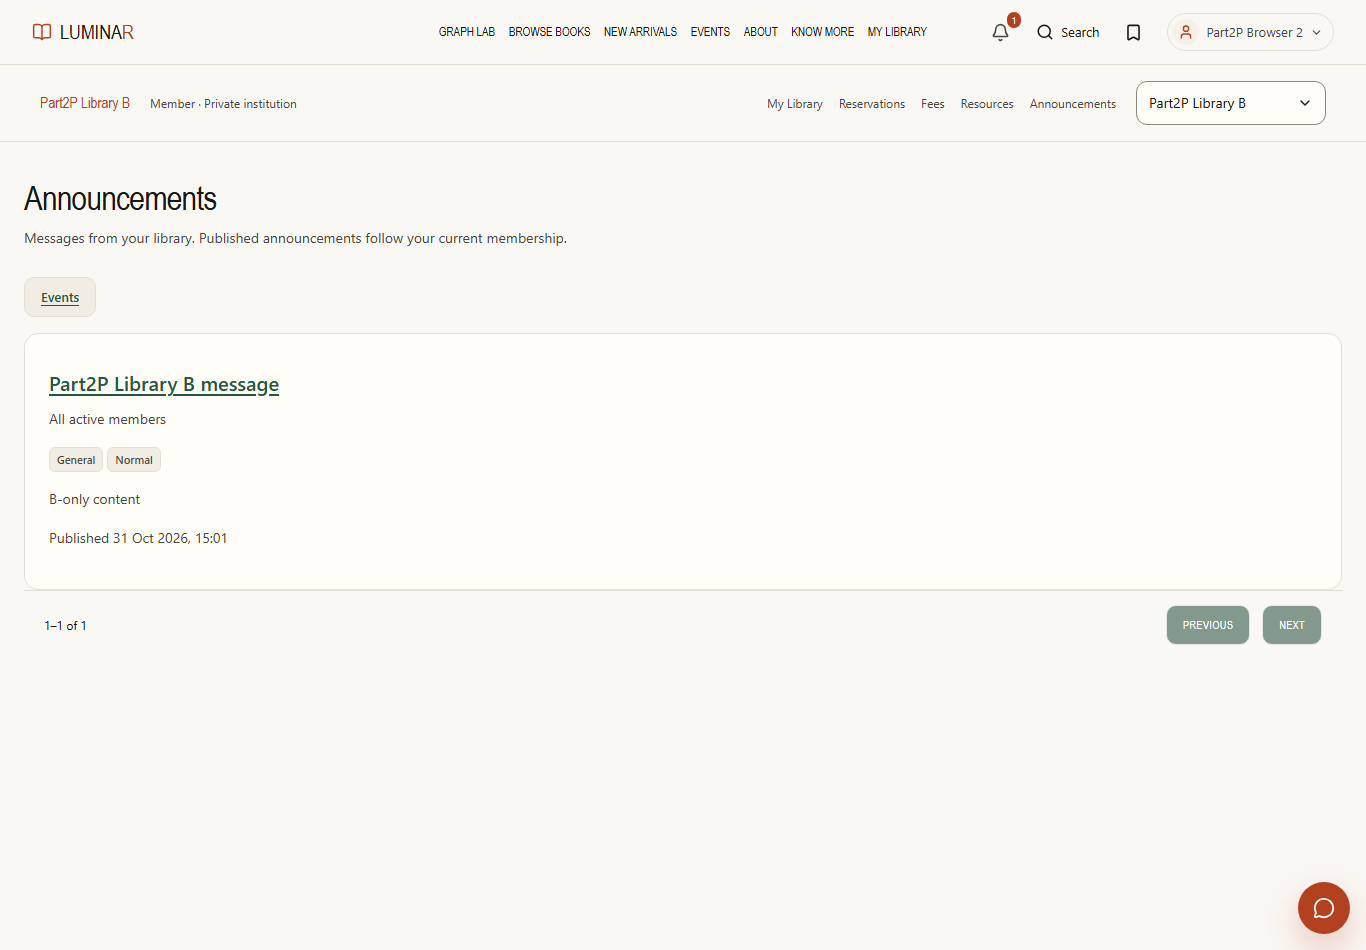 LUMINAR
GRAPH LAB BROWSE BOOKS NEW ARRIVALS EVENTS ABOUT KNOW MORE MY LIBRARY
1
Search
Part2P Browser 2
Part2P Library B
Member · Private institution
My Library Reservations Fees Resources Announcements
Part2P Library B
Announcements
Messages from your library. Published announcements follow your current membership.
Events
Part2P Library B message
All active members
General Normal
B-only content
Published 31 Oct 2026, 15:01
1–1 of 1
PREVIOUS NEXT